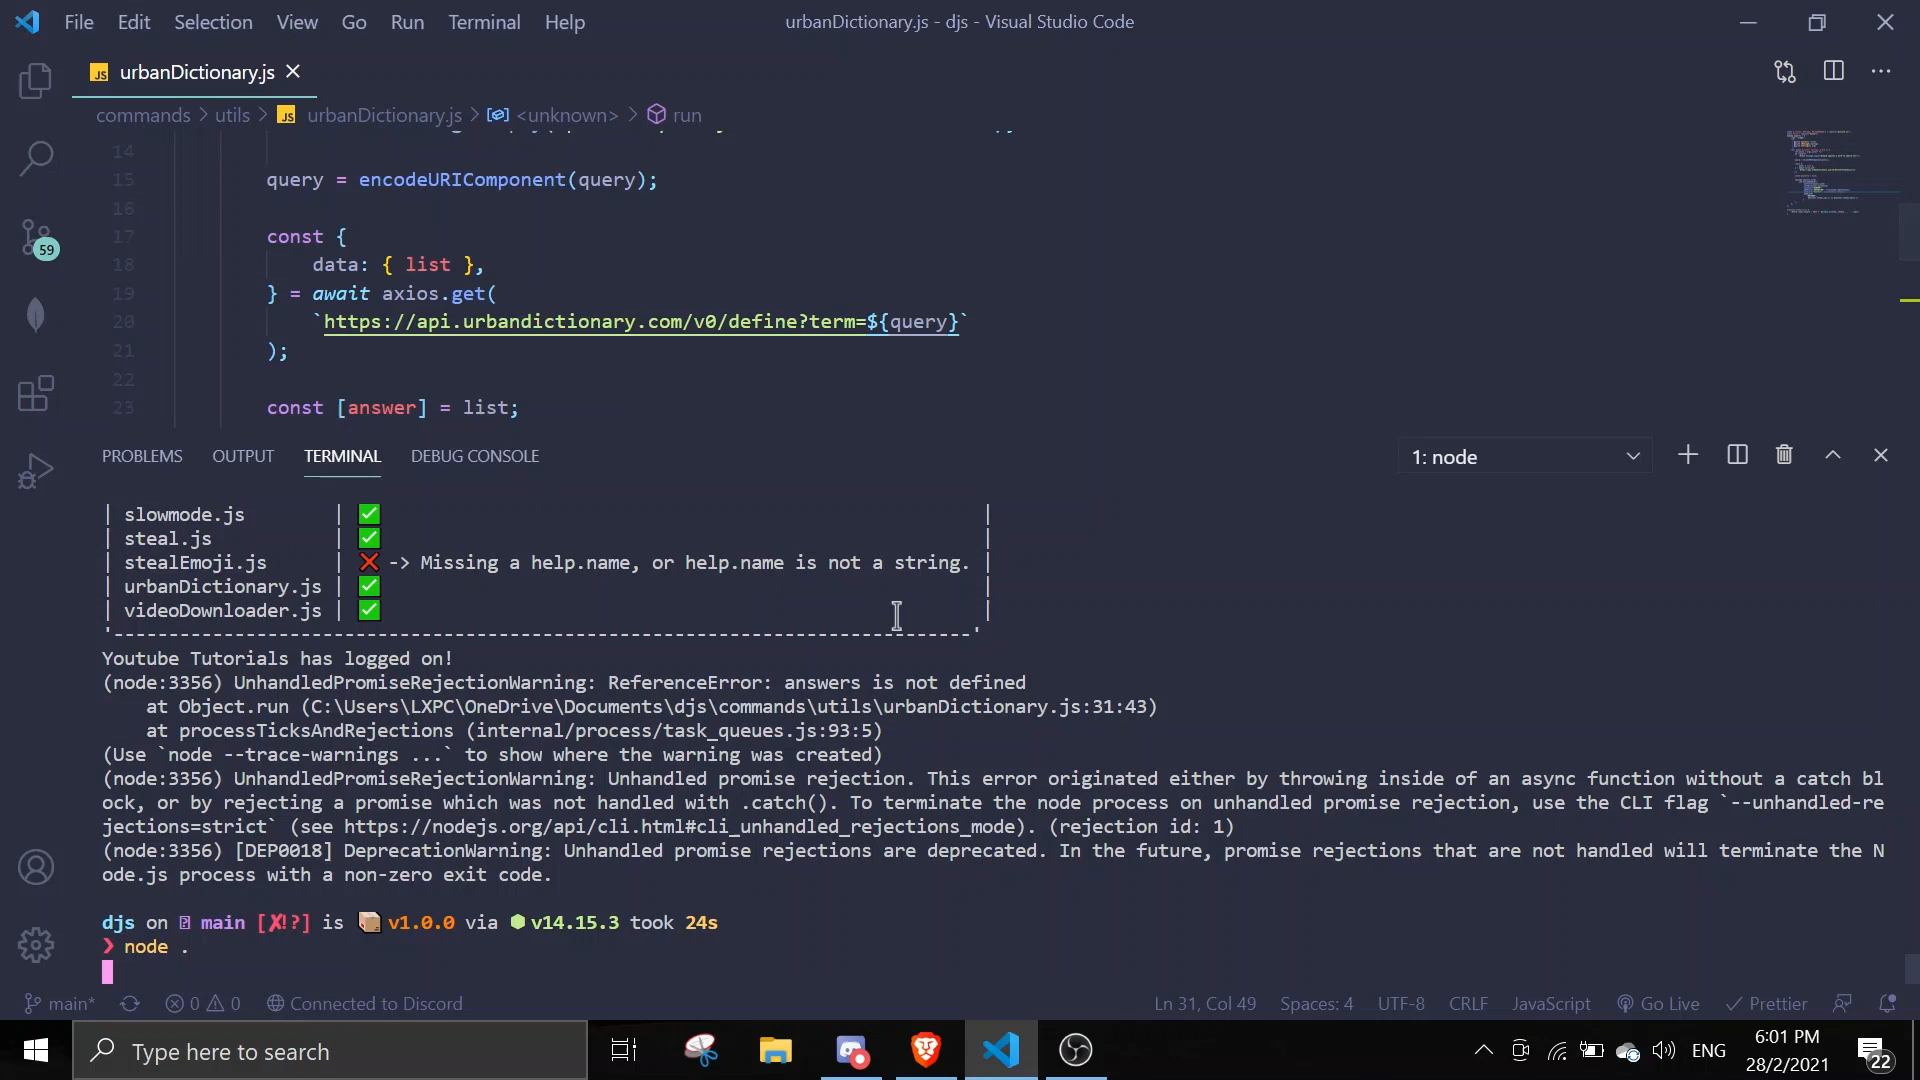 File Edit Selection View Go Run Terminal Help urbanDictionary.js - djs - Visual Studio Code
JS urbanDictionary.js
commands > utils > JS urbanDictionary.js > <unknown> > run
14
15 query = encodeURIComponent(query);
16
17 const {
18 data: { list },
19 } = await axios.get(
20 `https://api.urbandictionary.com/v0/define?term=${query}`
21 );
22
23 const [answer] = list;
59
PROBLEMS OUTPUT TERMINAL DEBUG CONSOLE 1: node
| slowmode.js | ✅ |
| steal.js | ✅ |
| stealEmoji.js | ❌ -> Missing a help.name, or help.name is not a string. |
| urbanDictionary.js | ✅ |
| videoDownloader.js | ✅ |
'------------------------------------------------------------------------------'
Youtube Tutorials has logged on!
(node:3356) UnhandledPromiseRejectionWarning: ReferenceError: answers is not defined
at Object.run (C:\Users\LXPC\OneDrive\Documents\djs\commands\utils\urbanDictionary.js:31:43)
at processTicksAndRejections (internal/process/task_queues.js:93:5)
(Use `node --trace-warnings ...` to show where the warning was created)
(node:3356) UnhandledPromiseRejectionWarning: Unhandled promise rejection. This error originated either by throwing inside of an async function without a catch bl
ock, or by rejecting a promise which was not handled with .catch(). To terminate the node process on unhandled promise rejection, use the CLI flag `--unhandled-re
jections=strict` (see https://nodejs.org/api/cli.html#cli_unhandled_rejections_mode). (rejection id: 1)
(node:3356) [DEP0018] DeprecationWarning: Unhandled promise rejections are deprecated. In the future, promise rejections that are not handled will terminate the N
ode.js process with a non-zero exit code.
djs on main [✘!?] is 📦 v1.0.0 via ⬢ v14.15.3 took 24s
❯ node .
main* 0 0 Connected to Discord Ln 31, Col 49 Spaces: 4 UTF-8 CRLF JavaScript Go Live Prettier
Type here to search ENG 6:01 PM
28/2/2021 22